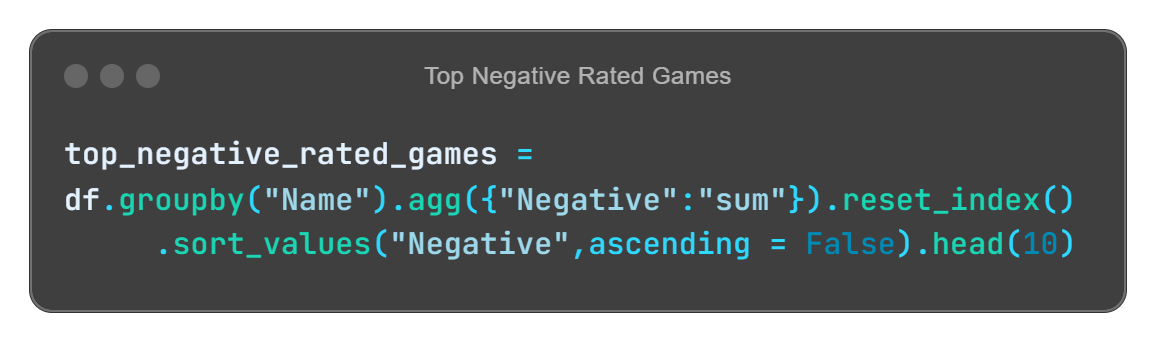 Top Negative Rated Games
top_negative_rated_games =
df.groupby("Name").agg({"Negative":"sum"}).reset_index()
.sort_values("Negative",ascending = False).head(10)